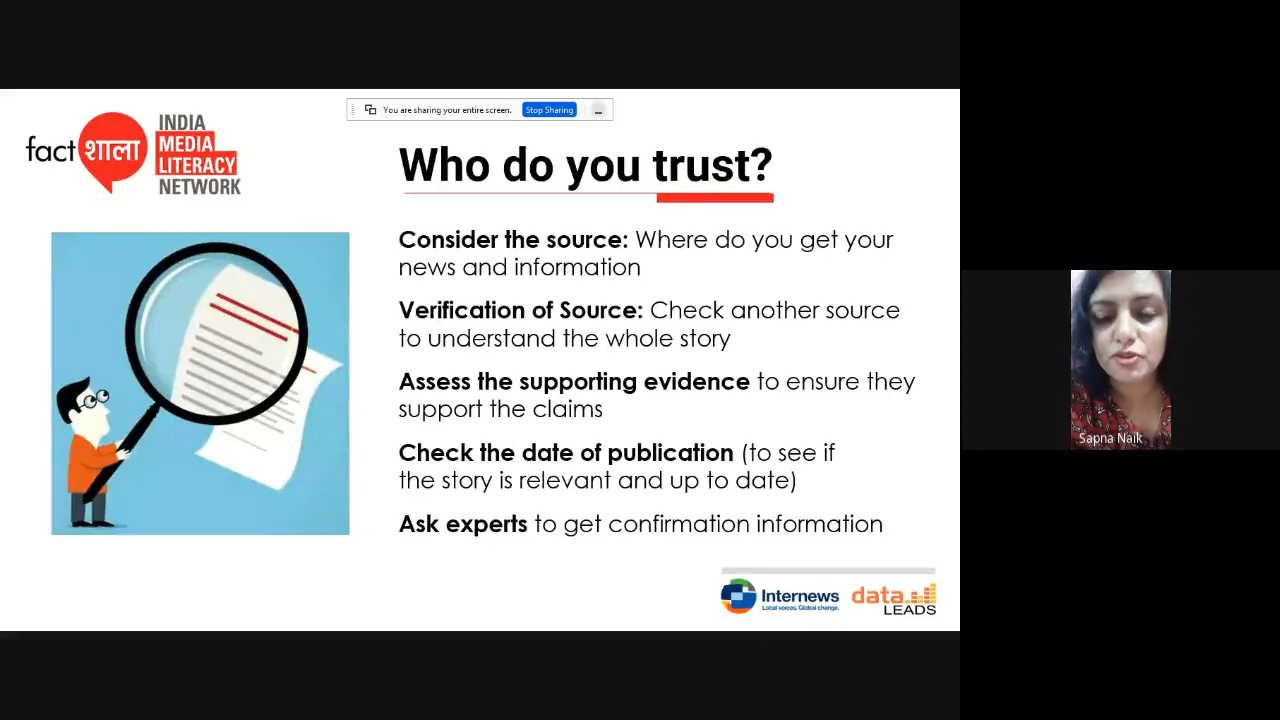 You are sharing your entire screen. Stop Sharing
fact शाला
INDIA
MEDIA
LITERACY
NETWORK
Who do you trust?
Consider the source: Where do you get your
news and information
Verification of Source: Check another source
to understand the whole story
Assess the supporting evidence to ensure they
support the claims
Check the date of publication (to see if
the story is relevant and up to date)
Ask experts to get confirmation information
Sapna Naik
Internews
Local voices. Global change.
data
LEADS